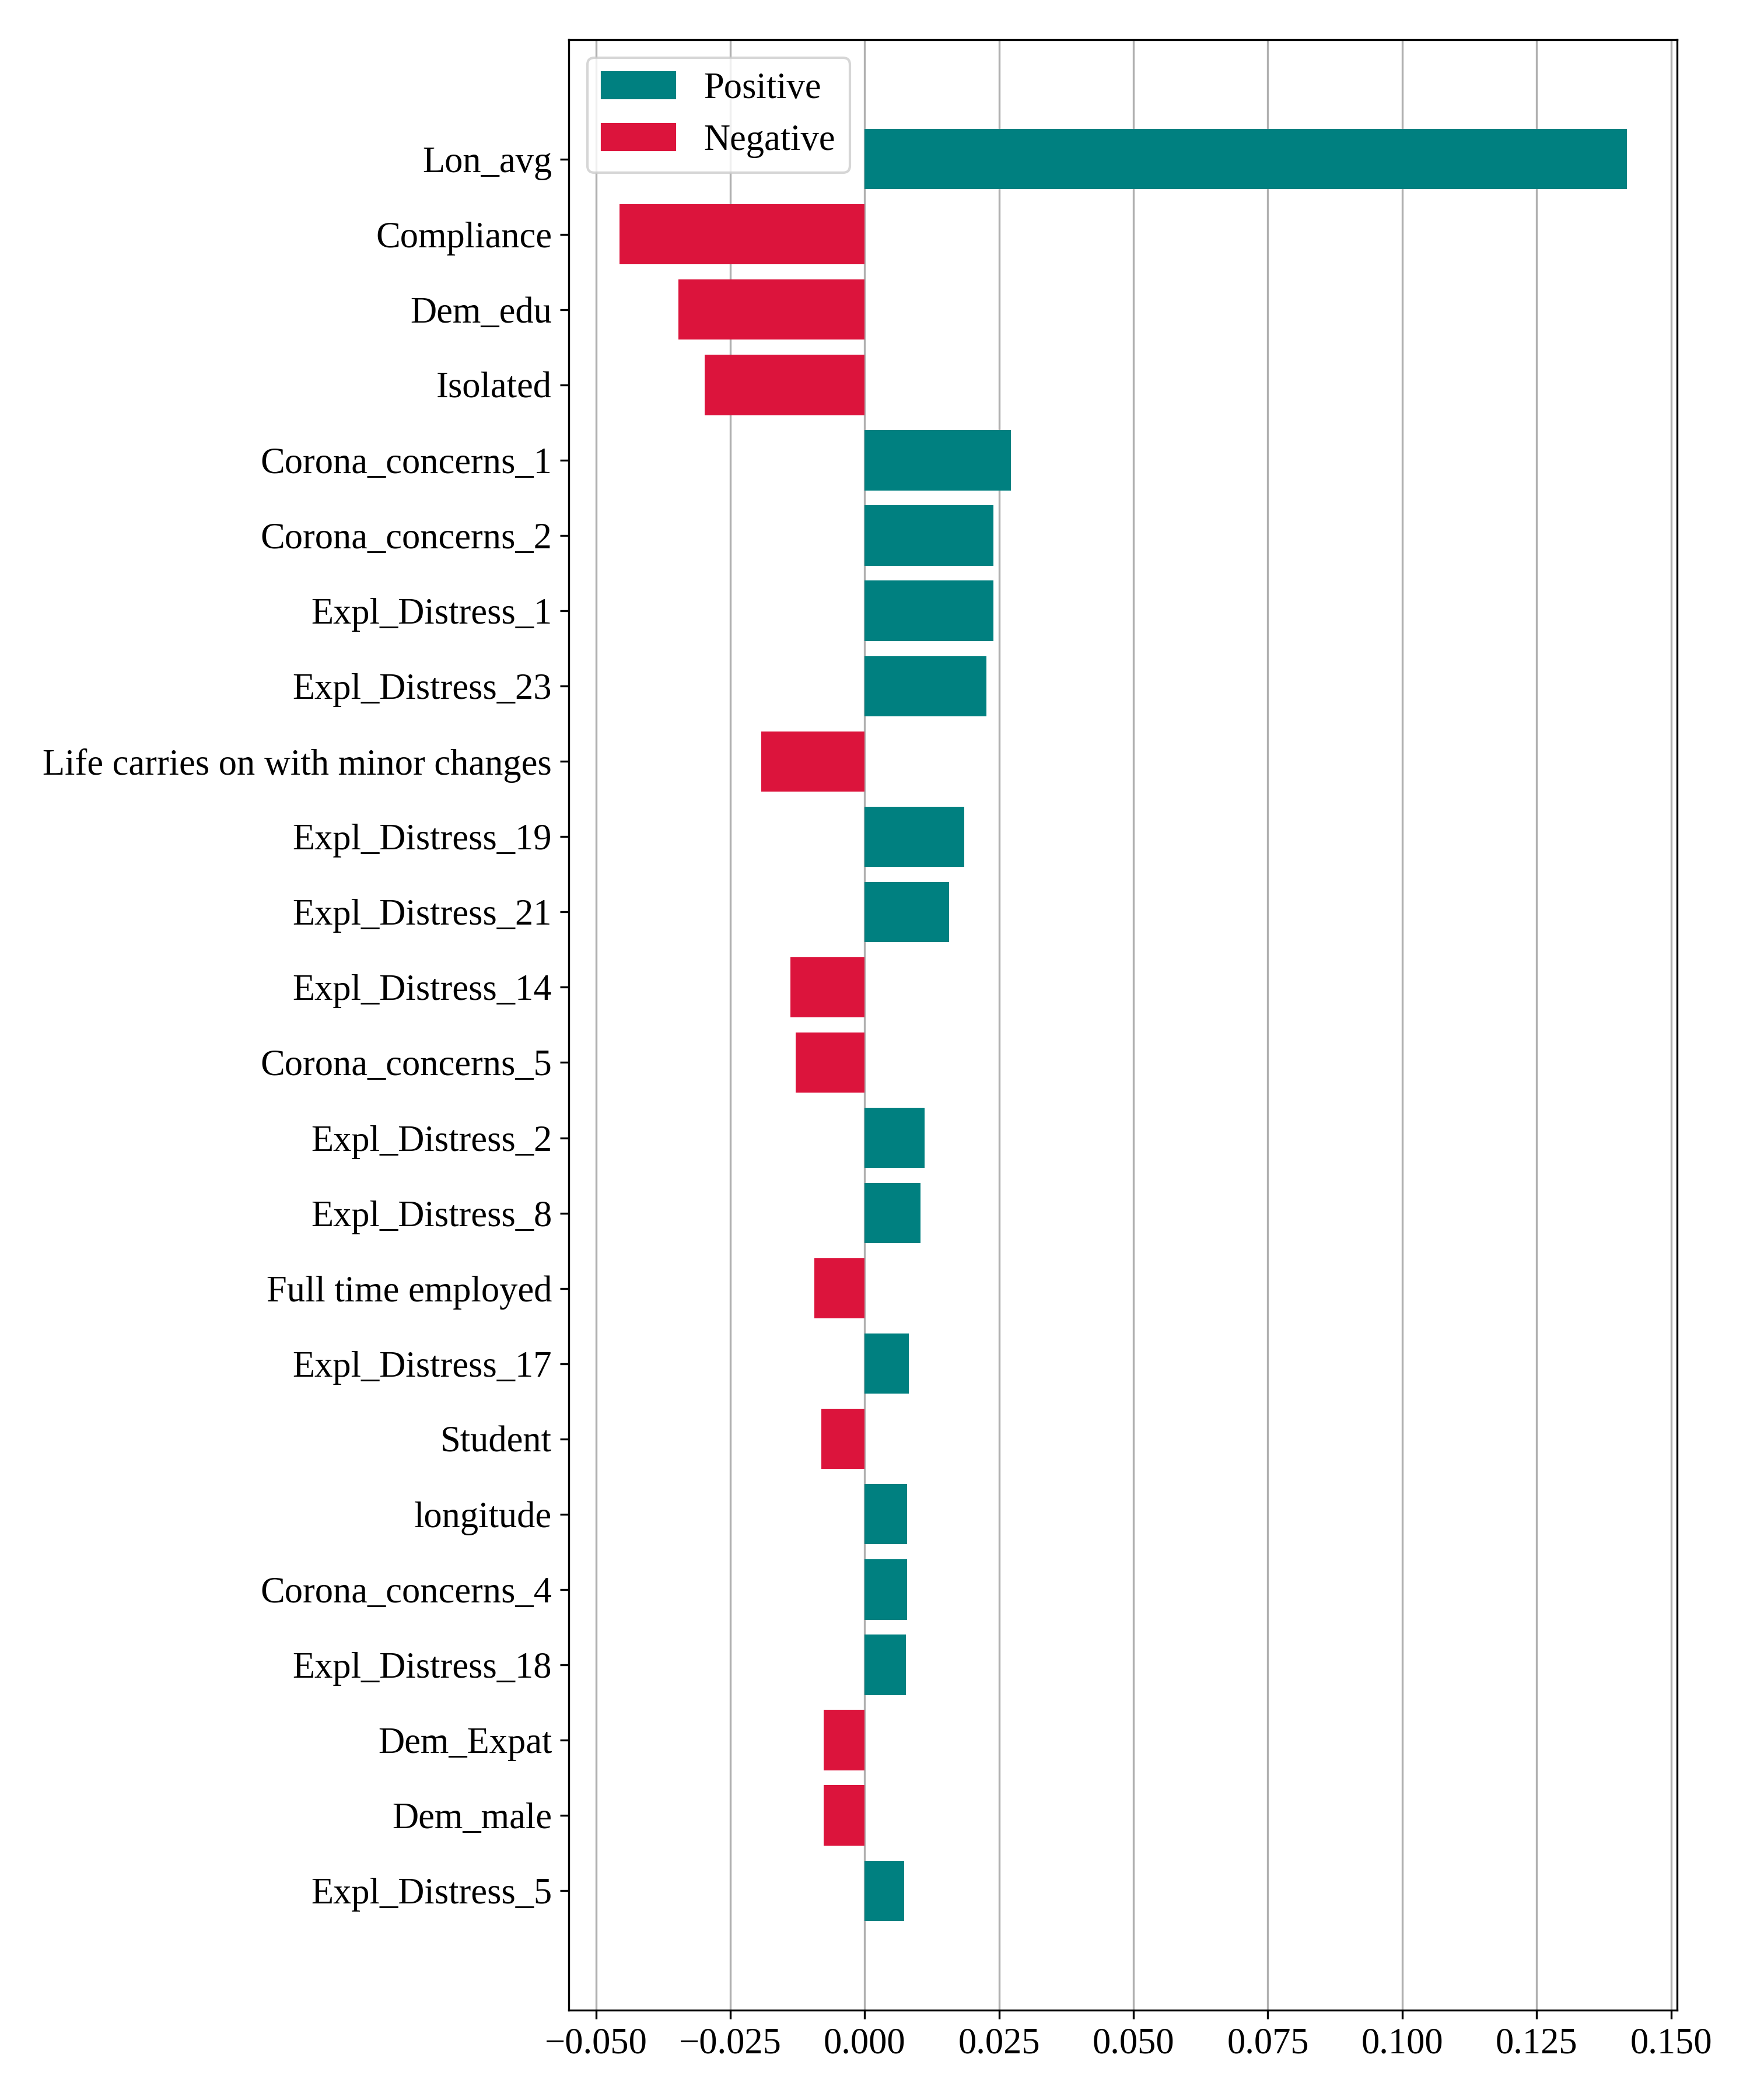 Positive
Negative
Lon_avg
Compliance
Dem_edu
Isolated
Corona_concerns_1
Corona_concerns_2
Expl_Distress_1
Expl_Distress_23
Life carries on with minor changes
Expl_Distress_19
Expl_Distress_21
Expl_Distress_14
Corona_concerns_5
Expl_Distress_2
Expl_Distress_8
Full time employed
Expl_Distress_17
Student
longitude
Corona_concerns_4
Expl_Distress_18
Dem_Expat
Dem_male
Expl_Distress_5
−0.050 −0.025 0.000 0.025 0.050 0.075 0.100 0.125 0.150